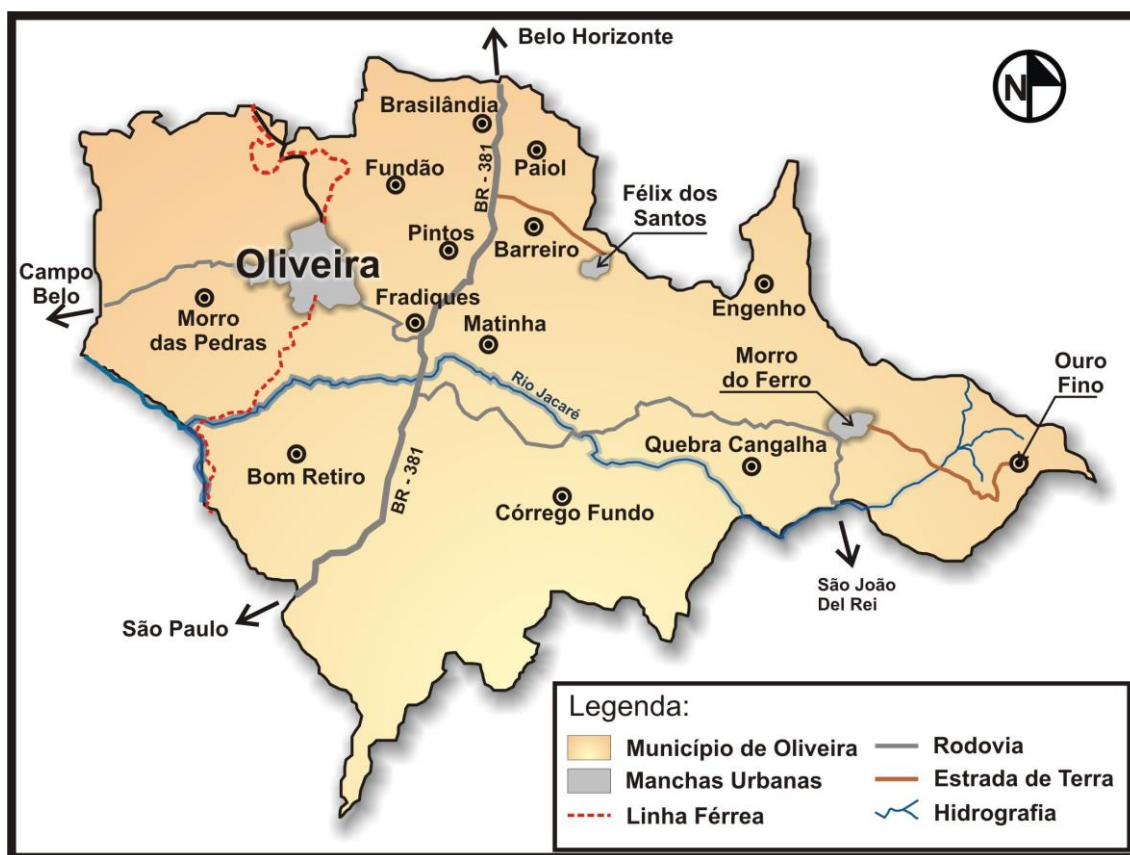 Belo Horizonte
N
Brasilândia
BR - 381
Paiol
Fundão
Félix dos
Santos
Pintos
Barreiro
Oliveira
Campo
Belo
Engenho
Morro
das Pedras
Fradiques
Matinha
Morro
do Ferro
Ouro
Fino
Rio Jacaré
Quebra Cangalha
Bom Retiro
BR - 381
Córrego Fundo
São João
Del Rei
São Paulo
Legenda:
Município de Oliveira
Rodovia
Manchas Urbanas
Estrada de Terra
Linha Férrea
Hidrografia